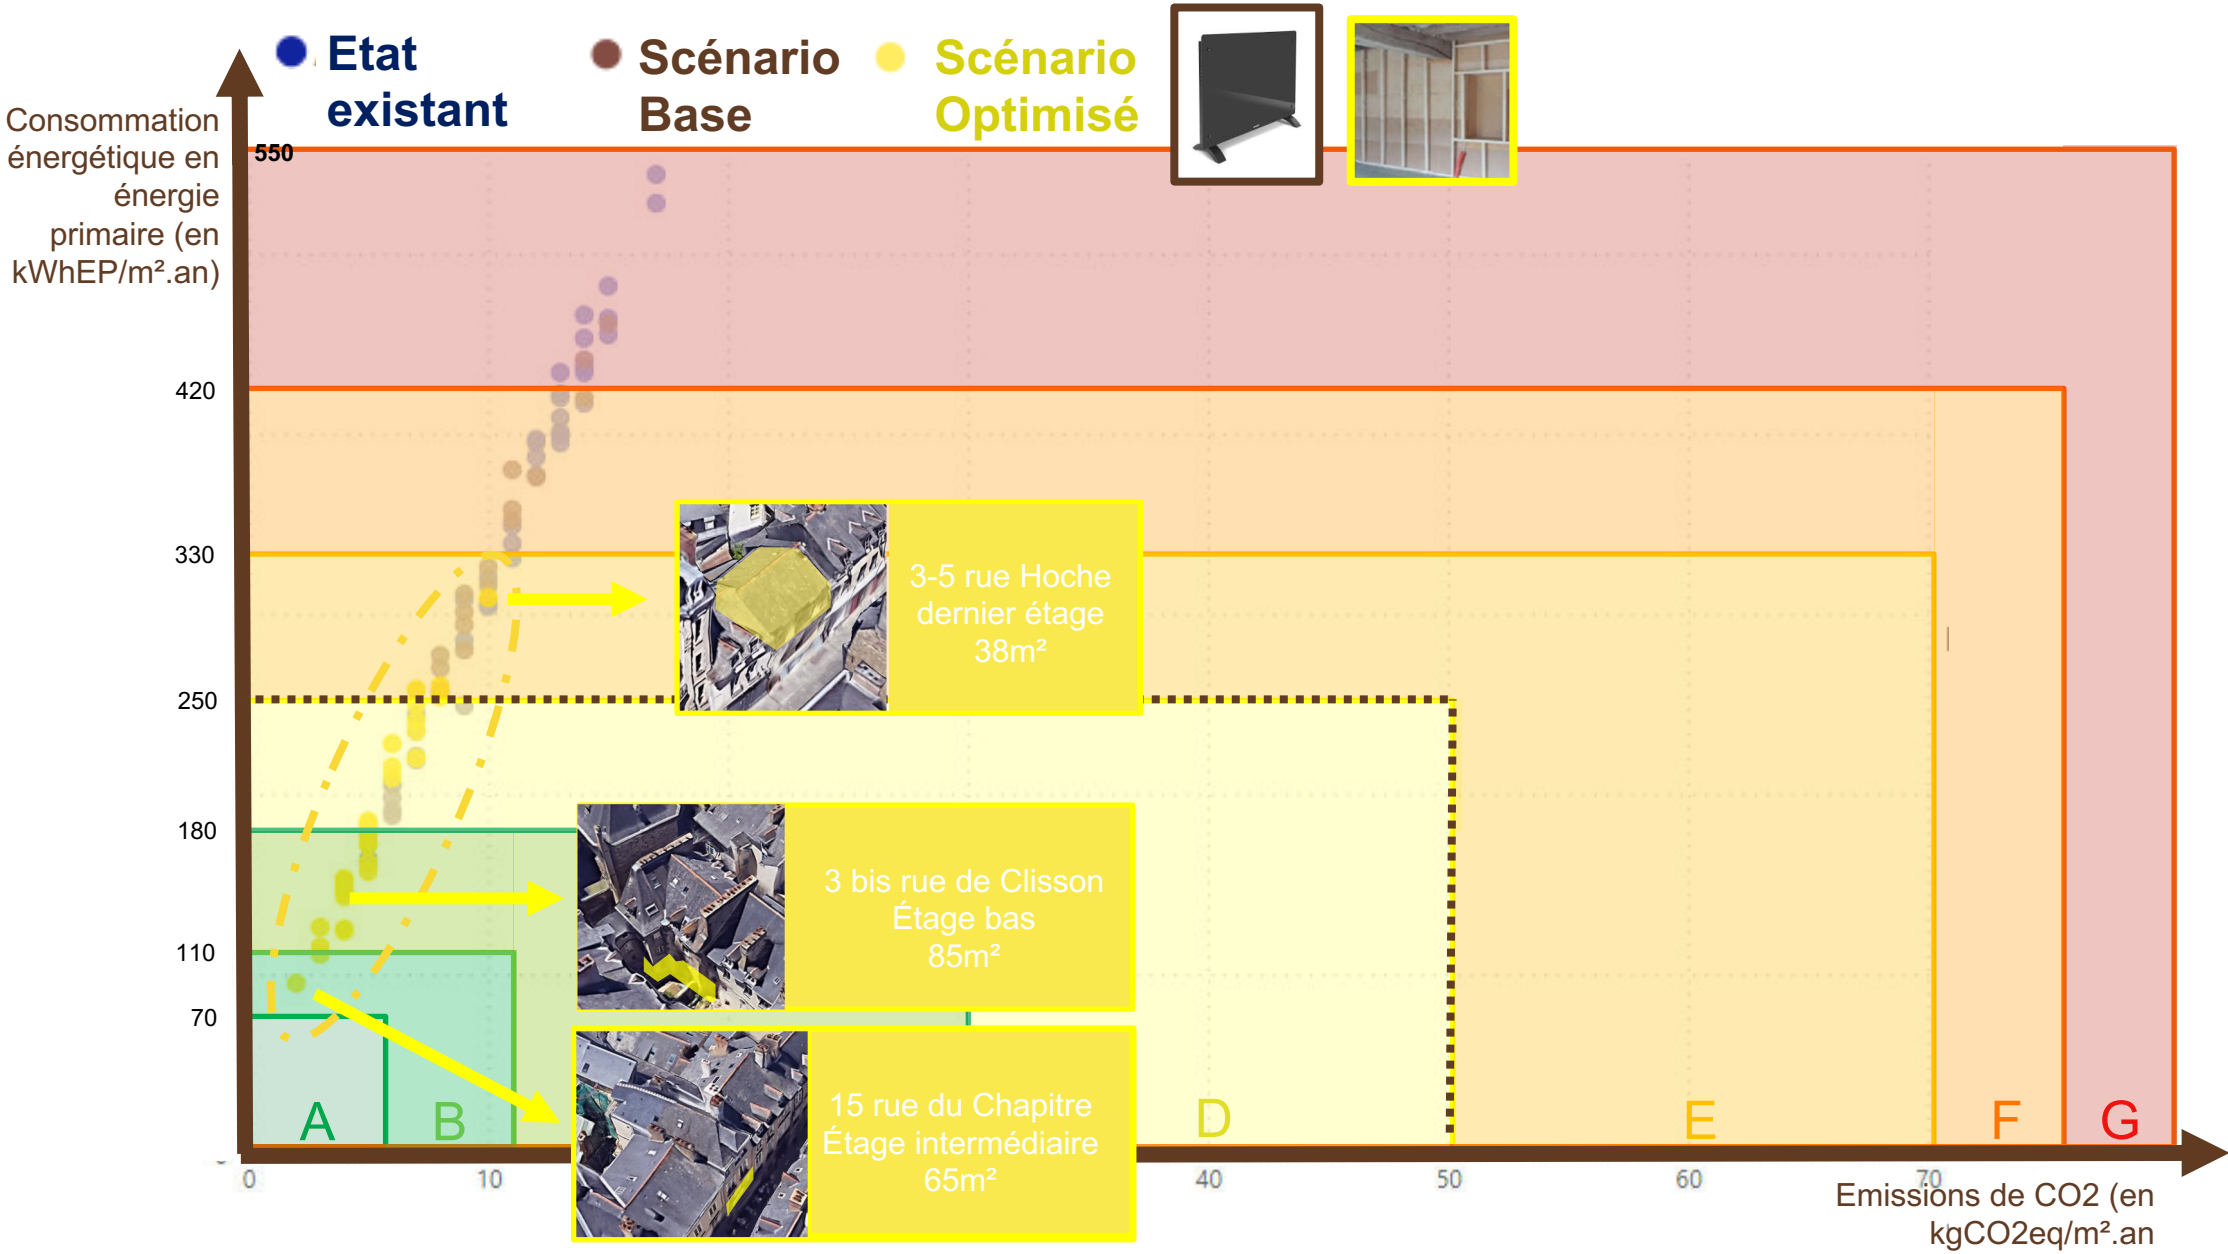 Etat
existant
Scénario
Base
Scénario
Optimisé
Consommation
énergétique en
énergie
primaire (en
kWhEP/m².an)
550
420
330
250
180
110
70
3-5 rue Hoche
dernier étage
38m²
3 bis rue de Clisson
Étage bas
85m²
15 rue du Chapitre
Étage intermédiaire
65m²
A
B
D
E
F
G
0
10
40
50
60
70
Emissions de CO2 (en
kgCO2eq/m².an